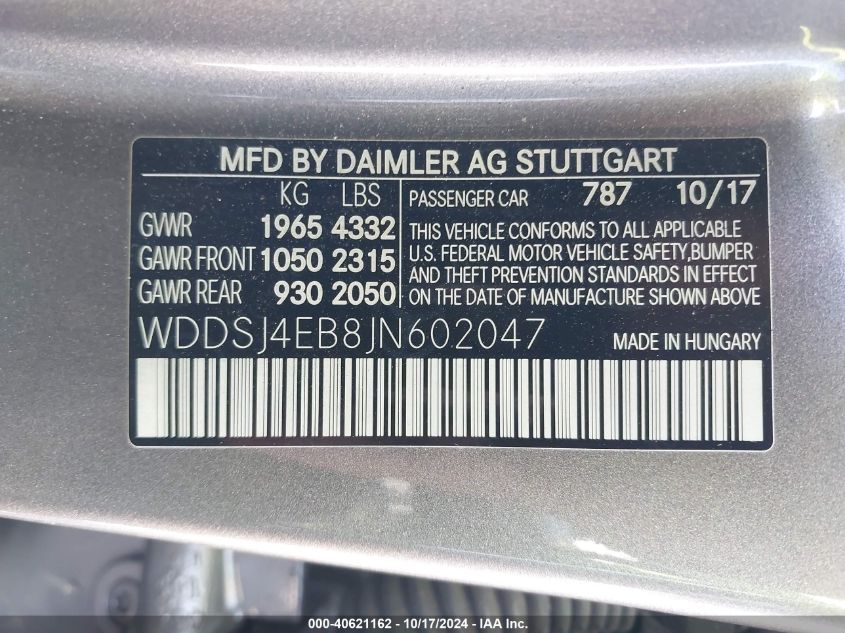 MFD BY DAIMLER AG STUTTGART
KG LBS
GVWR 1965 4332
GAWR FRONT 1050 2315
GAWR REAR 930 2050
PASSENGER CAR 787 10/17
THIS VEHICLE CONFORMS TO ALL APPLICABLE
U.S. FEDERAL MOTOR VEHICLE SAFETY,BUMPER
AND THEFT PREVENTION STANDARDS IN EFFECT
ON THE DATE OF MANUFACTURE SHOWN ABOVE
WDDSJ4EB8JN602047 MADE IN HUNGARY
000-40621162 - 10/17/2024 - IAA Inc.